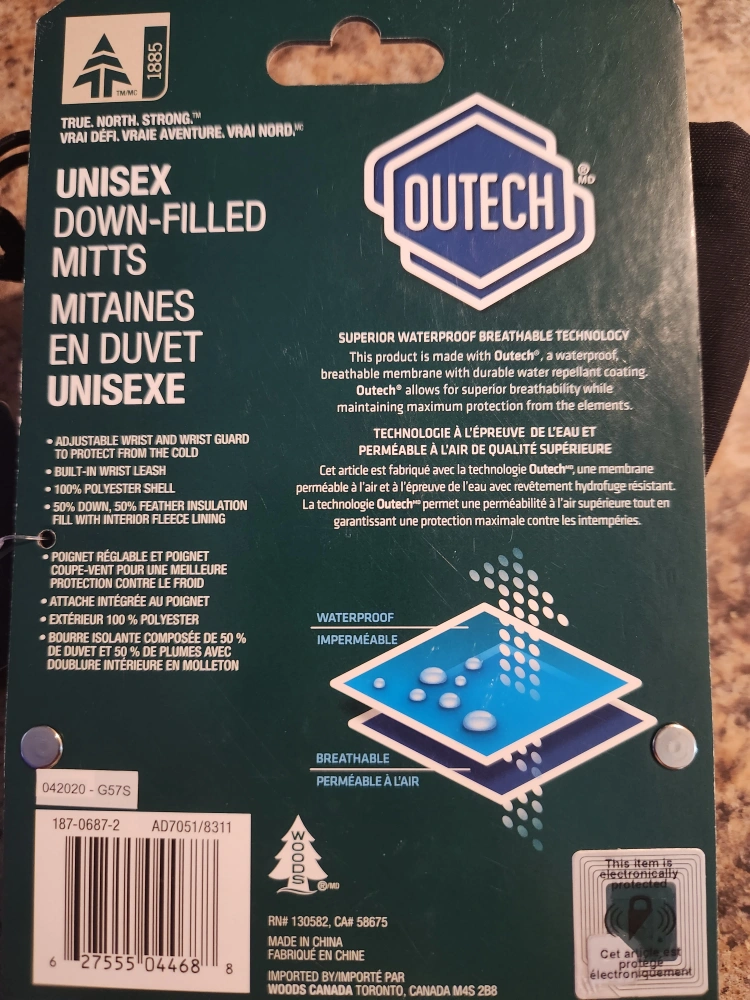 1885
TM/MC
TRUE. NORTH. STRONG.™
VRAI DÉFI. VRAIE AVENTURE. VRAI NORD.MC
UNISEX
DOWN-FILLED
MITTS
MITAINES
EN DUVET
UNISEXE
• ADJUSTABLE WRIST AND WRIST GUARD
TO PROTECT FROM THE COLD
• BUILT-IN WRIST LEASH
• 100% POLYESTER SHELL
• 50% DOWN, 50% FEATHER INSULATION
FILL WITH INTERIOR FLEECE LINING
• POIGNET RÉGLABLE ET POIGNET
COUPE-VENT POUR UNE MEILLEURE
PROTECTION CONTRE LE FROID
• ATTACHE INTÉGRÉE AU POIGNET
• EXTÉRIEUR 100 % POLYESTER
• BOURRE ISOLANTE COMPOSÉE DE 50 %
DE DUVET ET 50 % DE PLUMES AVEC
DOUBLURE INTÉRIEURE EN MOLLETON
OUTECH
®
MD
SUPERIOR WATERPROOF BREATHABLE TECHNOLOGY
This product is made with Outech®, a waterproof,
breathable membrane with durable water repellant coating.
Outech® allows for superior breathability while
maintaining maximum protection from the elements.
TECHNOLOGIE À L'ÉPREUVE DE L'EAU ET
PERMÉABLE À L'AIR DE QUALITÉ SUPÉRIEURE
Cet article est fabriqué avec la technologie OutechMD, une membrane
perméable à l'air et à l'épreuve de l'eau avec revêtement hydrofuge résistant.
La technologie OutechMD permet une perméabilité à l'air supérieure tout en
garantissant une protection maximale contre les intempéries.
WATERPROOF
IMPERMÉABLE
BREATHABLE
PERMÉABLE À L'AIR
042020 - G57S
187-0687-2 AD7051/8311
6 27555 04468 8
WOODS
®/MD
RN# 130582, CA# 58675
MADE IN CHINA
FABRIQUÉ EN CHINE
IMPORTED BY/IMPORTÉ PAR
WOODS CANADA TORONTO, CANADA M4S 2B8
This item is
electronically
protected
Cet article est
protégé
électroniquement